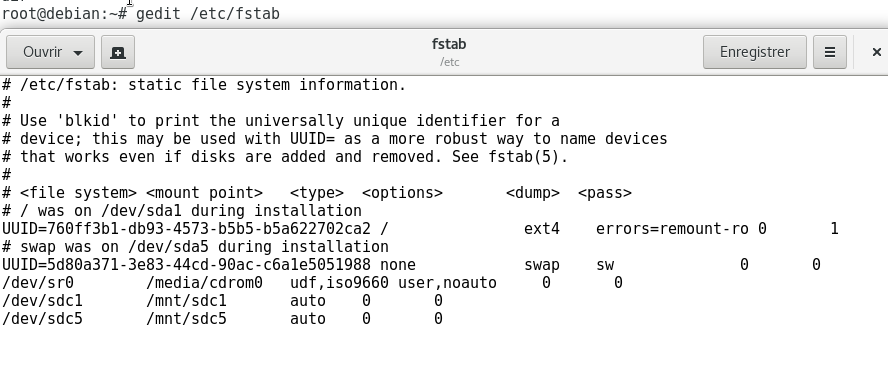 root@debian:~# gedit /etc/fstab
Ouvrir
fstab
/etc
Enregistrer
# /etc/fstab: static file system information.
#
# Use 'blkid' to print the universally unique identifier for a
# device; this may be used with UUID= as a more robust way to name devices
# that works even if disks are added and removed. See fstab(5).
#
# <file system> <mount point>   <type>  <options>       <dump>  <pass>
# / was on /dev/sda1 during installation
UUID=760ff3b1-db93-4573-b5b5-b5a622702ca2 /               ext4    errors=remount-ro 0       1
# swap was on /dev/sda5 during installation
UUID=5d80a371-3e83-44cd-90ac-c6a1e5051988 none            swap    sw              0       0
/dev/sr0        /media/cdrom0   udf,iso9660 user,noauto     0       0
/dev/sdc1       /mnt/sdc1       auto    0       0
/dev/sdc5       /mnt/sdc5       auto    0       0